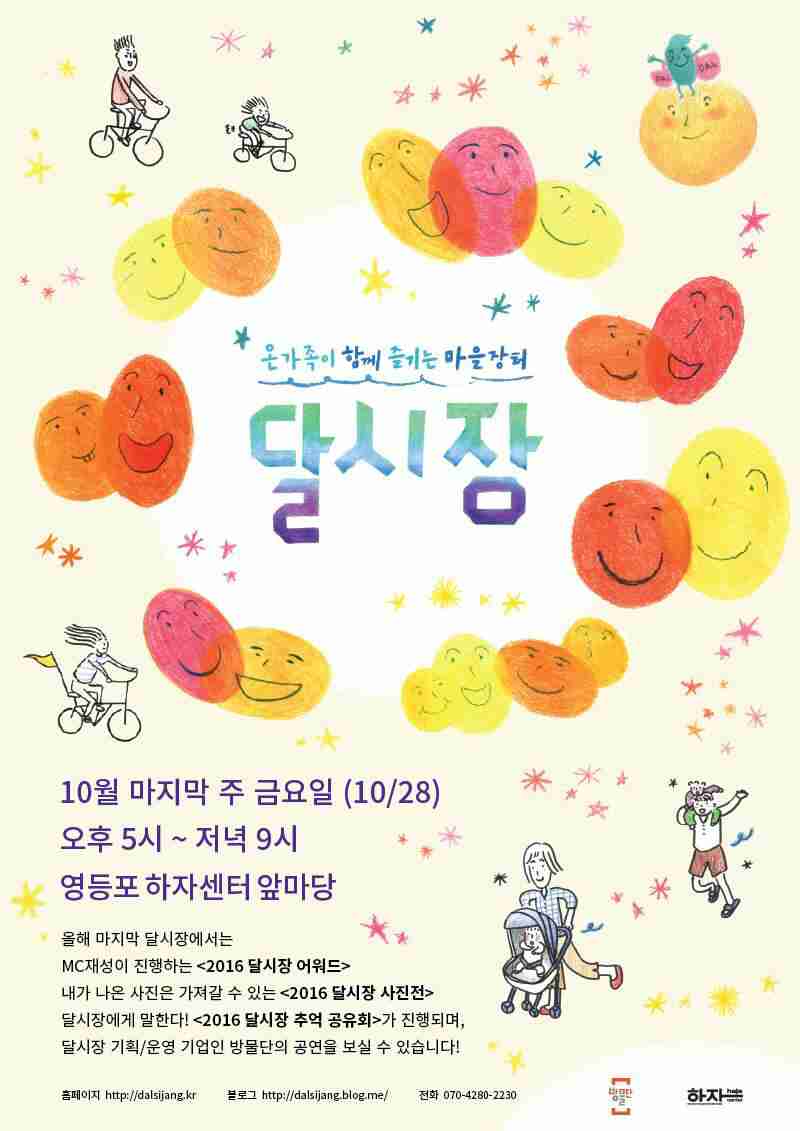 온가족이 함께 즐기는 마을장터
달시장
10월 마지막 주 금요일 (10/28)
오후 5시 ~ 저녁 9시
영등포 하자센터 앞마당
올해 마지막 달시장에서는
MC재성이 진행하는 <2016 달시장 어워드>
내가 나온 사진은 가져갈 수 있는 <2016 달시장 사진전>
달시장에게 말한다! <2016 달시장 추억 공유회>가 진행되며,
달시장 기획/운영 기업인 방물단의 공연을 보실 수 있습니다!
홈페이지 http://dalsijang.kr 블로그 http://dalsijang.blog.me/ 전화 070-4280-2230
방물단
하자